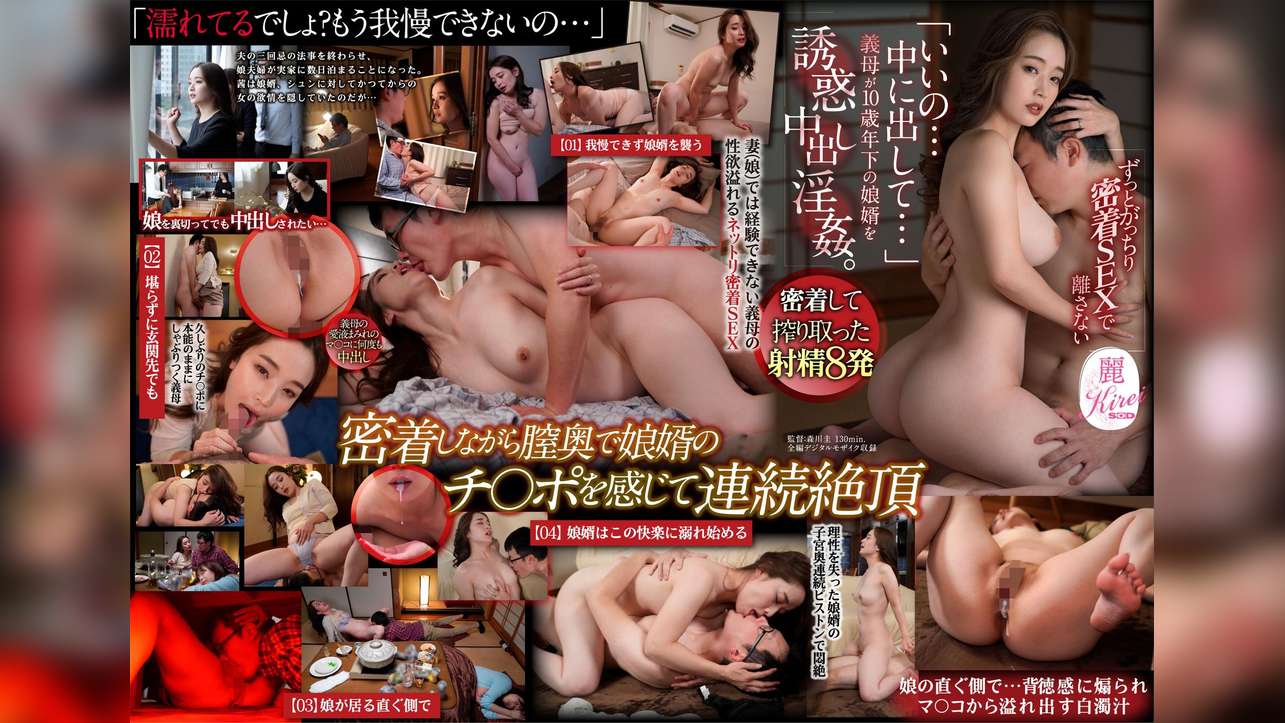 「濡れてるでしょ?もう我慢できないの…」
夫の三回忌の法事を終わらせ、
娘夫婦が実家に数日泊まることになった。
茜は娘婿、シュンに対してかつてからの
女の欲情を隠していたのだが…
娘を裏切ってでも中出しされたい…
【01】我慢できず娘婿を襲う
妻(娘)では経験できない義母の
性欲溢れるネットリ密着SEX
「いいの…
中に出して…」
義母が10歳年下の娘婿を
誘惑し
中出淫姦。
ずっとがっちり
密着SEXで
離さない
密着して
搾り取った
射精8発
麗
Kirei
SOD
監督:森川圭 130min.
全編デジタルモザイク収録
【02】堪らずに玄関先でも
久しぶりのチ○ポに
本能のままに
しゃぶりつく義母
義母の
愛液まみれの
マ○コに何度も
中出し
密着しながら膣奥で娘婿の
チ○ポを感じて連続絶頂
【04】娘婿はこの快楽に溺れ始める
理性を失った娘婿の
子宮奥連続ピストンで悶絶
【03】娘が居る直ぐ側で
娘の直ぐ側で…背徳感に煽られ
マ○コから溢れ出す白濁汁